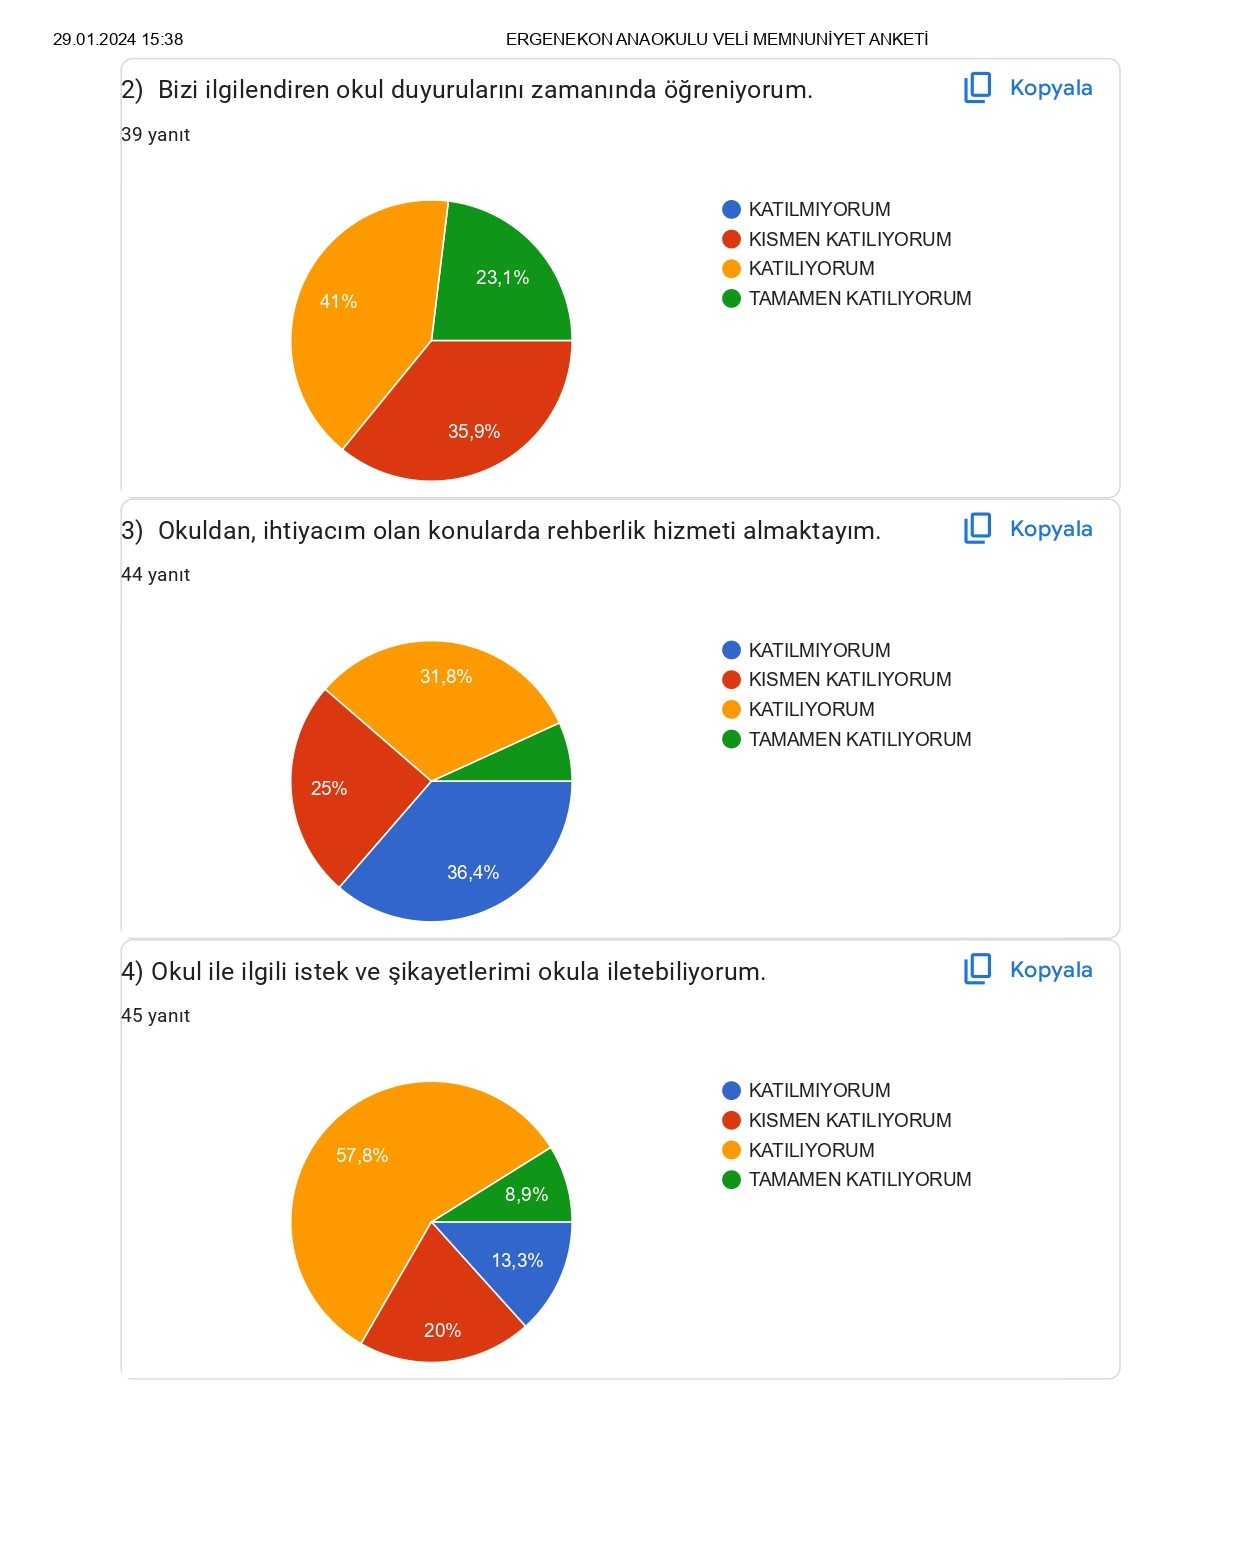 29.01.2024 15:38 ERGENEKON ANAOKULU VELİ MEMNUNİYET ANKETİ
2) Bizi ilgilendiren okul duyurularını zamanında öğreniyorum. Kopyala
39 yanıt
KATILMIYORUM
KISMEN KATILIYORUM
KATILIYORUM
TAMAMEN KATILIYORUM
23,1%
41%
35,9%
3) Okuldan, ihtiyacım olan konularda rehberlik hizmeti almaktayım. Kopyala
44 yanıt
KATILMIYORUM
KISMEN KATILIYORUM
KATILIYORUM
TAMAMEN KATILIYORUM
31,8%
25%
36,4%
4) Okul ile ilgili istek ve şikayetlerimi okula iletebiliyorum. Kopyala
45 yanıt
KATILMIYORUM
KISMEN KATILIYORUM
KATILIYORUM
TAMAMEN KATILIYORUM
57,8%
8,9%
13,3%
20%